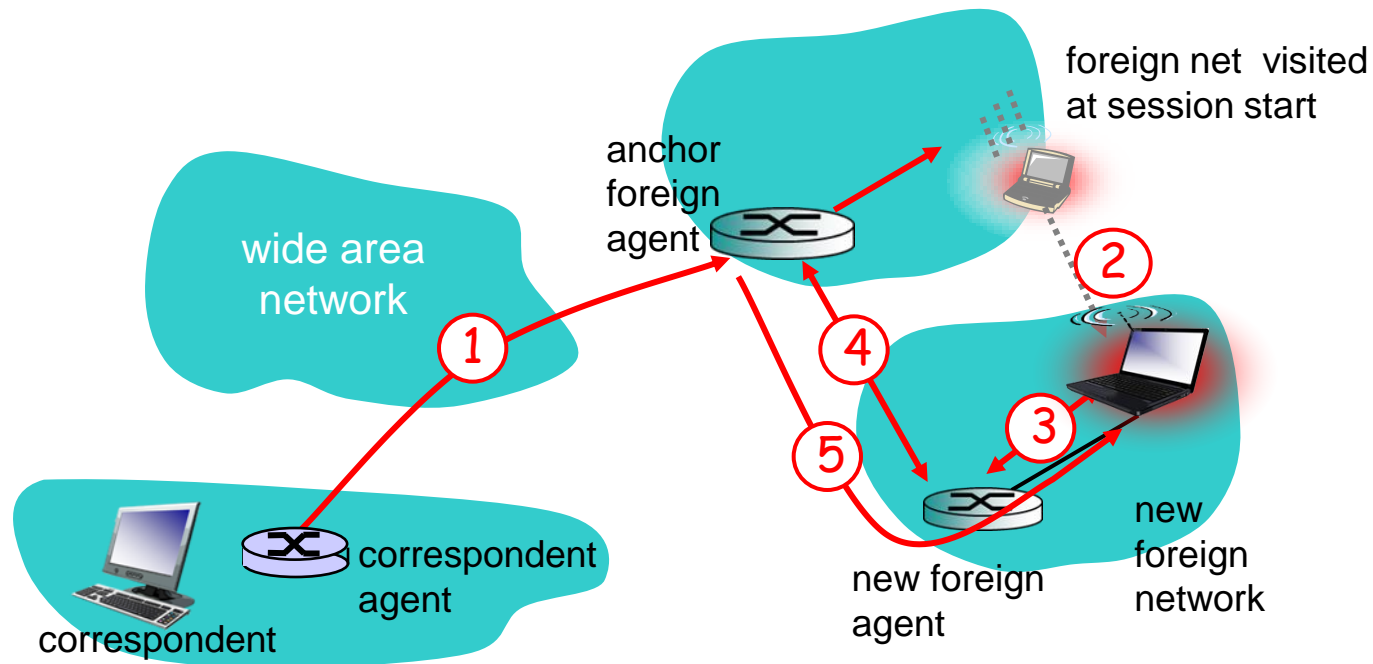 foreign net visited
at session start
anchor
foreign
agent
wide area
network
1
2
4
3
5
correspondent
agent
correspondent
new foreign
agent
new
foreign
network